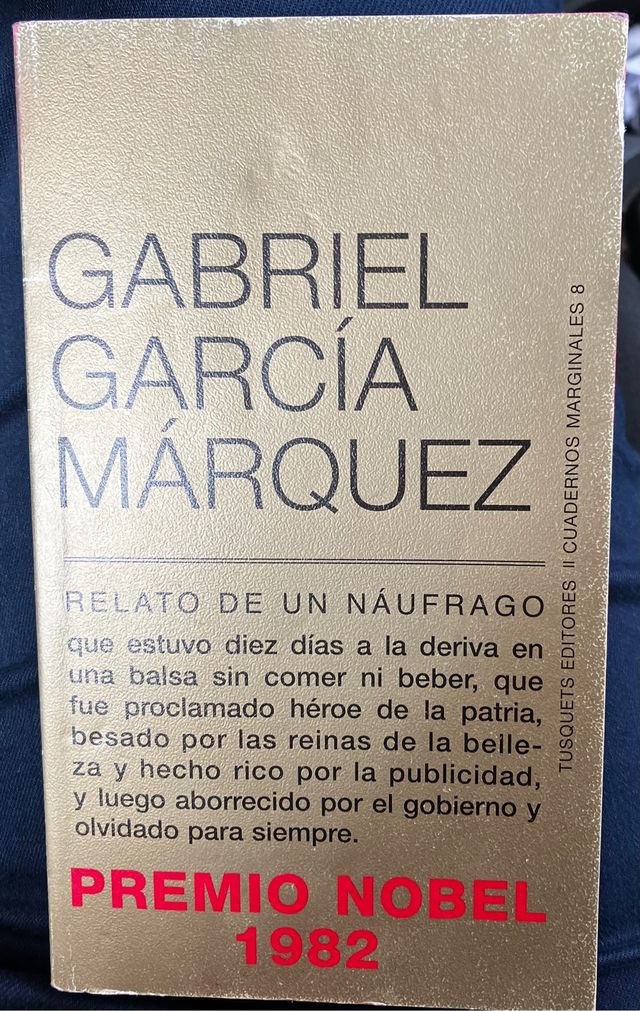 GABRIEL
GARCÍA
MÁRQUEZ
RELATO DE UN NÁUFRAGO
que estuvo diez días a la deriva en
una balsa sin comer ni beber, que
fue proclamado héroe de la patria,
besado por las reinas de la belle-
za y hecho rico por la publicidad,
y luego aborrecido por el gobierno y
olvidado para siempre.
PREMIO NOBEL
1982
TUSQUETS EDITORES II CUADERNOS MARGINALES 8